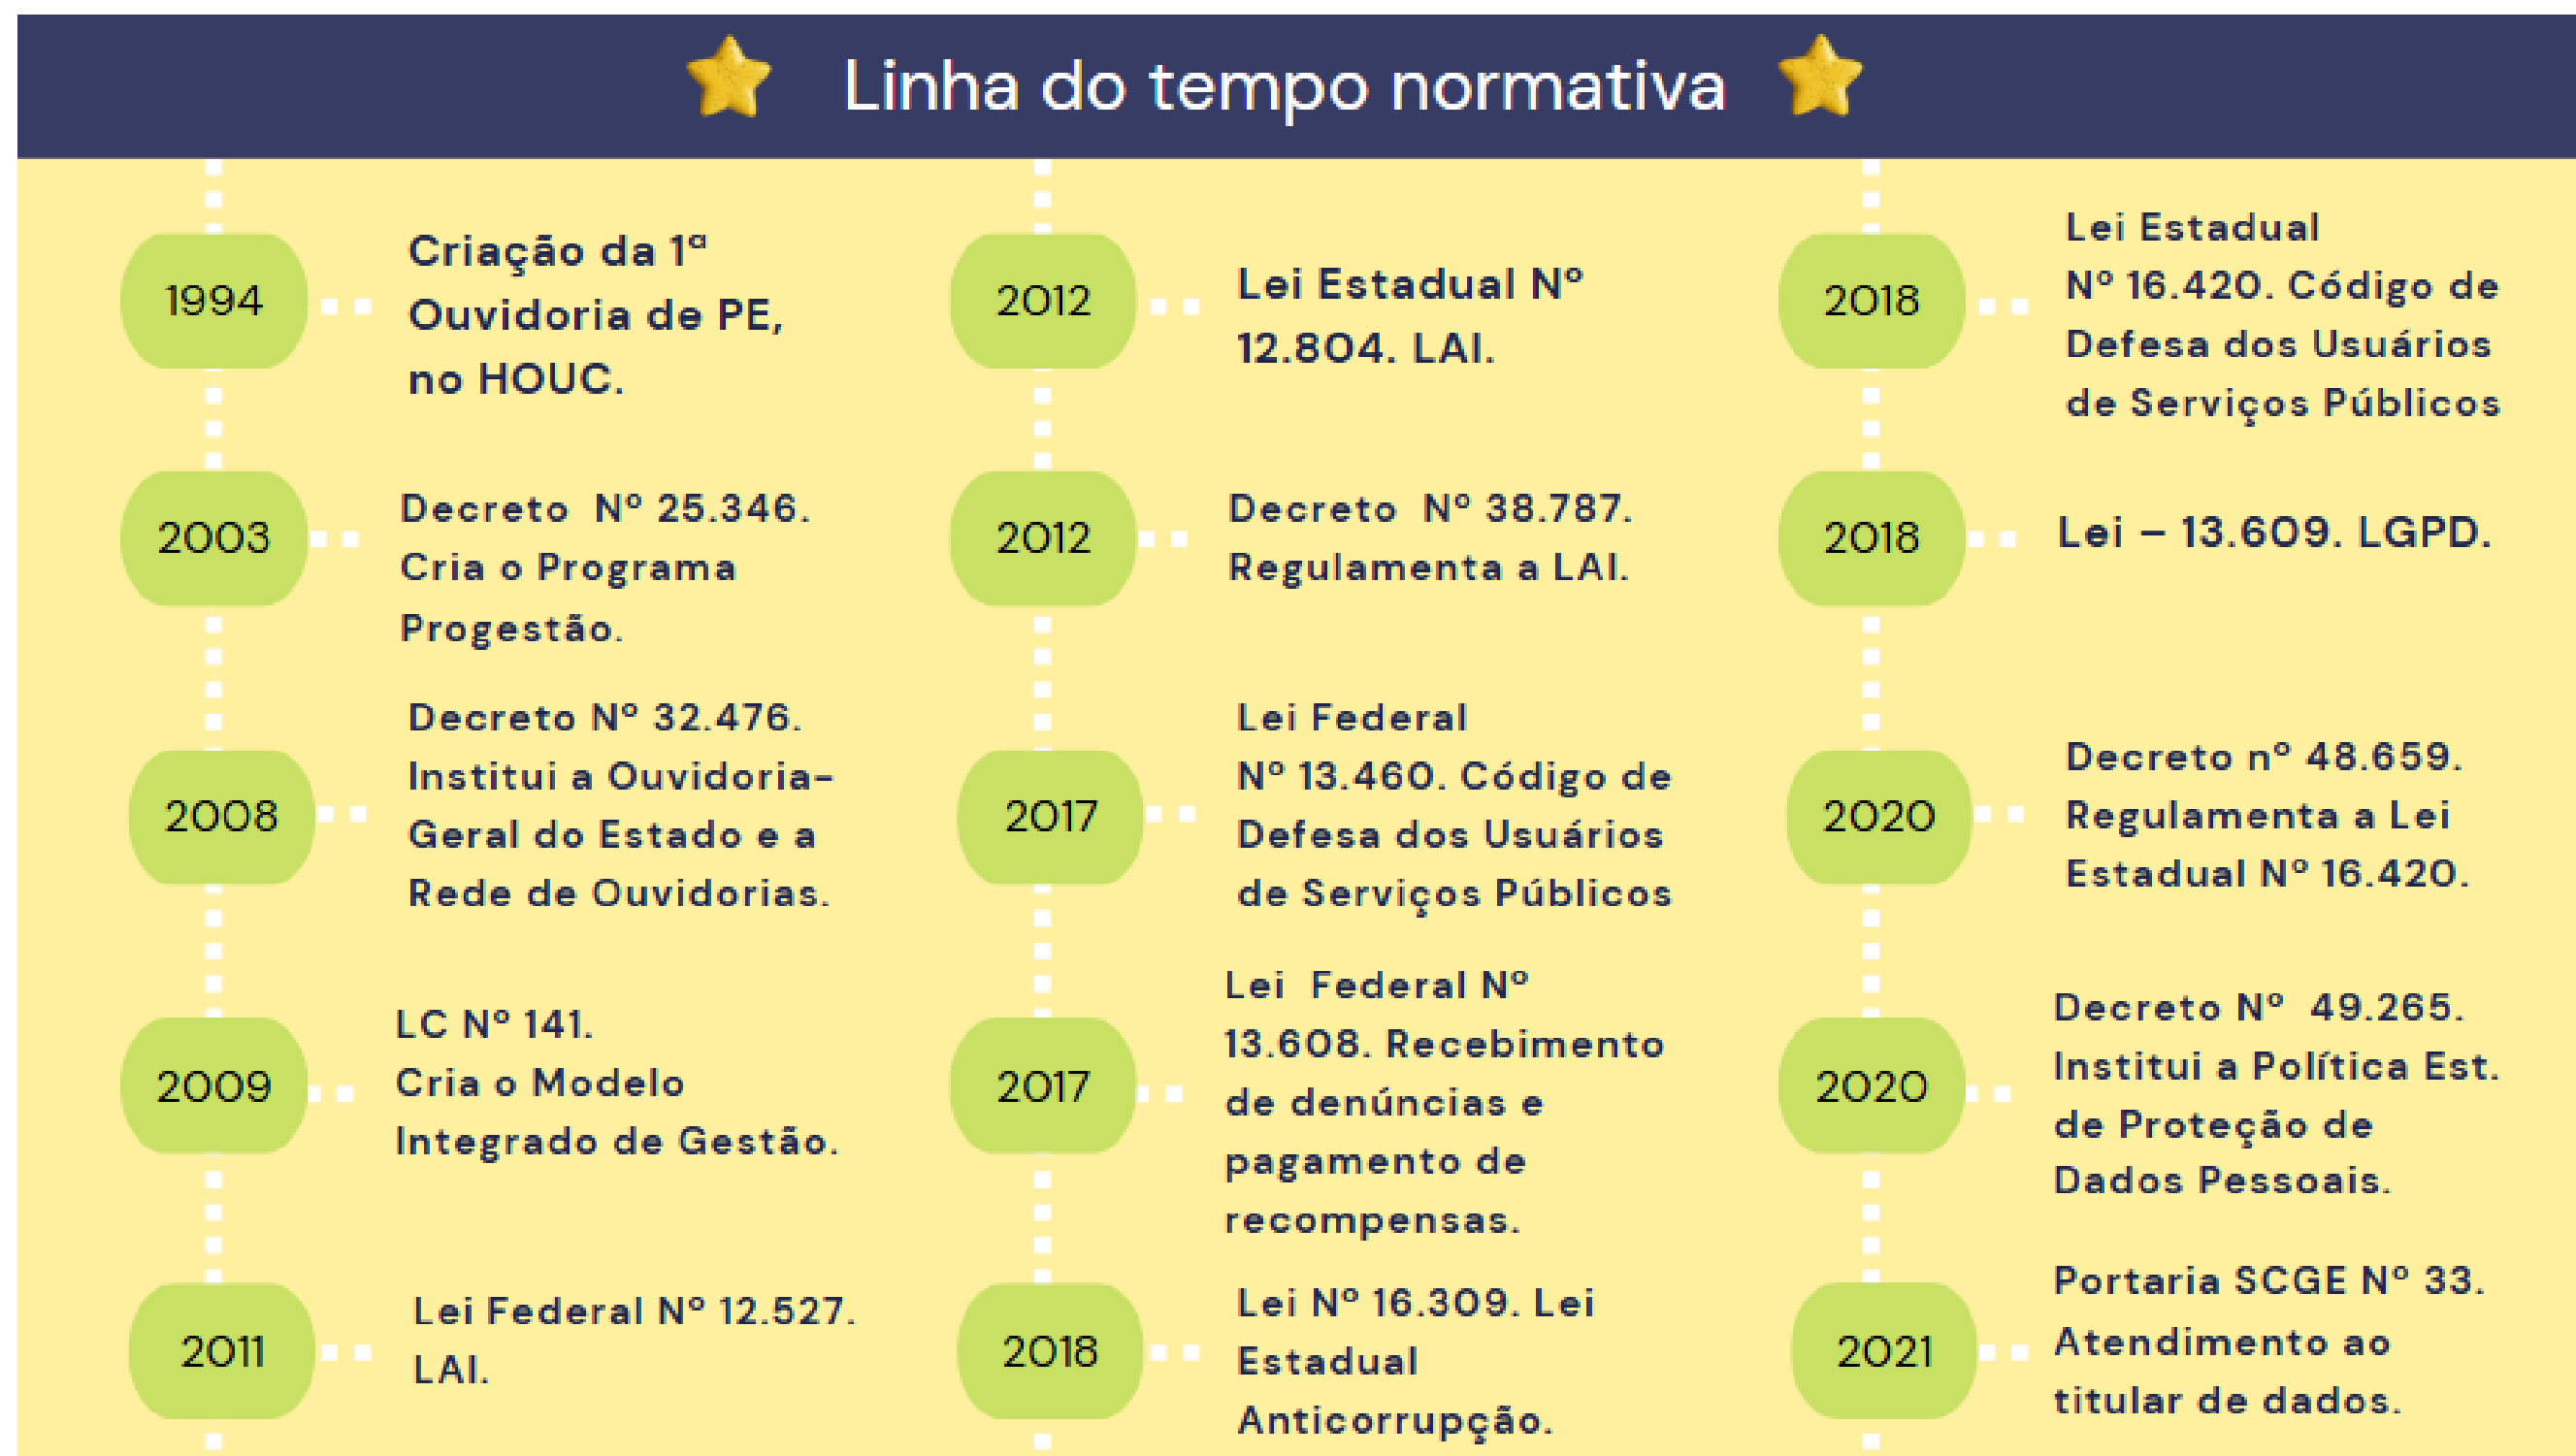 Linha do tempo normativa
1994
Criação da 1ª
Ouvidoria de PE,
no HOUC.
2003
Decreto Nº 25.346.
Cria o Programa
Progestão.
2008
Decreto Nº 32.476.
Institui a Ouvidoria-
Geral do Estado e a
Rede de Ouvidorias.
2009
LC Nº 141.
Cria o Modelo
Integrado de Gestão.
2011
Lei Federal Nº 12.527.
LAI.
2012
Lei Estadual Nº
12.804. LAI.
2012
Decreto Nº 38.787.
Regulamenta a LAI.
2017
Lei Federal
Nº 13.460. Código de
Defesa dos Usuários
de Serviços Públicos
2017
Lei Federal Nº
13.608. Recebimento
de denúncias e
pagamento de
recompensas.
2018
Lei Nº 16.309. Lei
Estadual
Anticorrupção.
2018
Lei Estadual
Nº 16.420. Código de
Defesa dos Usuários
de Serviços Públicos
2018
Lei – 13.609. LGPD.
2020
Decreto nº 48.659.
Regulamenta a Lei
Estadual Nº 16.420.
2020
Decreto Nº 49.265.
Institui a Política Est.
de Proteção de
Dados Pessoais.
2021
Portaria SCGE Nº 33.
Atendimento ao
titular de dados.